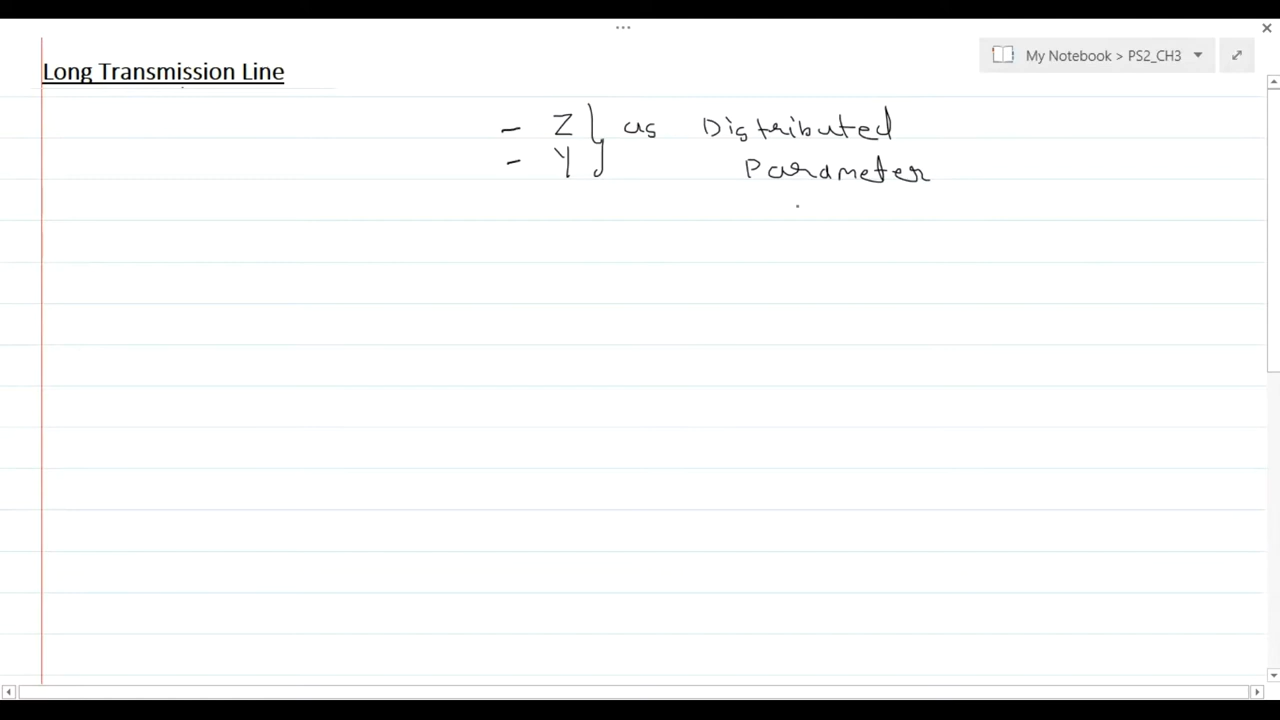 My Notebook > PS2_CH3
Long Transmission Line
- Z } as Distributed
- Y Parameter